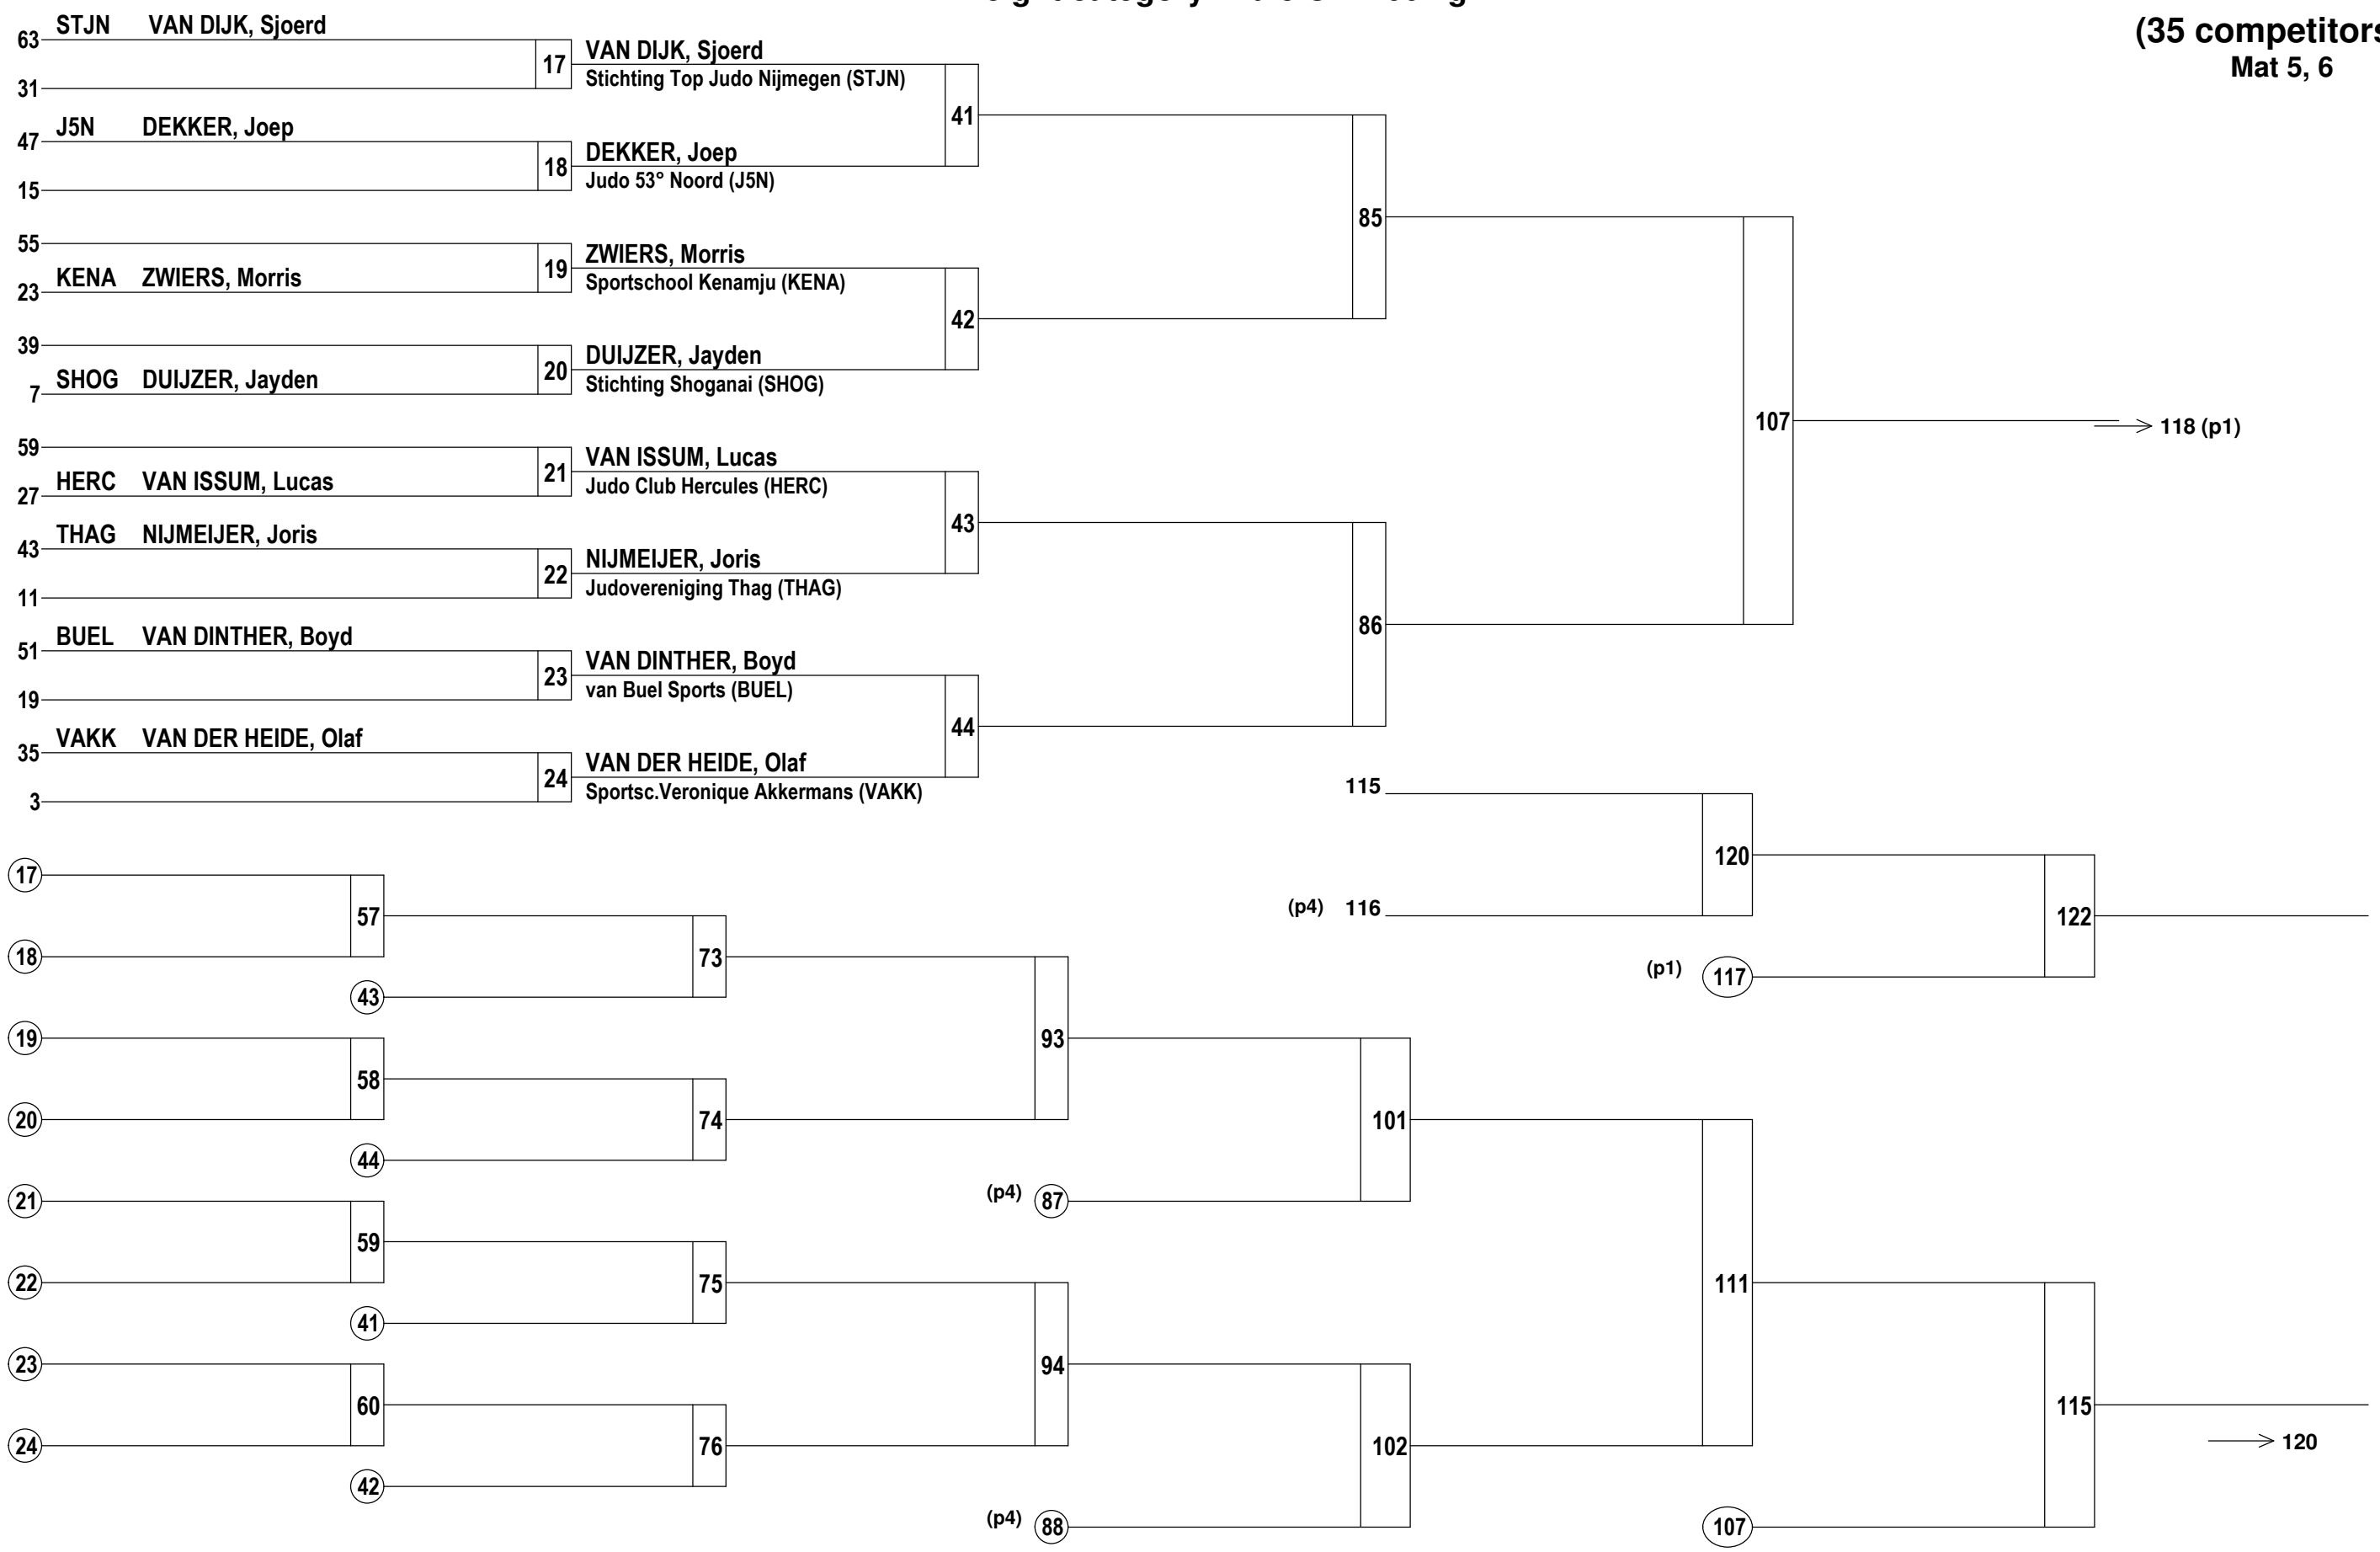 (35 competitors
Mat 5, 6
63 STJN VAN DIJK, Sjoerd
17 VAN DIJK, Sjoerd
Stichting Top Judo Nijmegen (STJN)
31
41
47 J5N DEKKER, Joep
18 DEKKER, Joep
Judo 53° Noord (J5N)
15
85
55
19 ZWIERS, Morris
Sportschool Kenamju (KENA)
23 KENA ZWIERS, Morris
42
39
20 DUIJZER, Jayden
Stichting Shoganai (SHOG)
7 SHOG DUIJZER, Jayden
107
118 (p1)
59
21 VAN ISSUM, Lucas
Judo Club Hercules (HERC)
27 HERC VAN ISSUM, Lucas
43
43 THAG NIJMEIJER, Joris
22 NIJMEIJER, Joris
Judovereniging Thag (THAG)
11
86
51 BUEL VAN DINTHER, Boyd
23 VAN DINTHER, Boyd
van Buel Sports (BUEL)
19
44
35 VAKK VAN DER HEIDE, Olaf
24 VAN DER HEIDE, Olaf
Sportsc.Veronique Akkermans (VAKK)
3
115
120
(p4) 116
122
(p1) 117
17
57
18
73
43
19
93
58
20
74
101
44
21
(p4) 87
59
22
75
111
41
23
94
60
115
24
76
102
120
42
(p4) 88
107